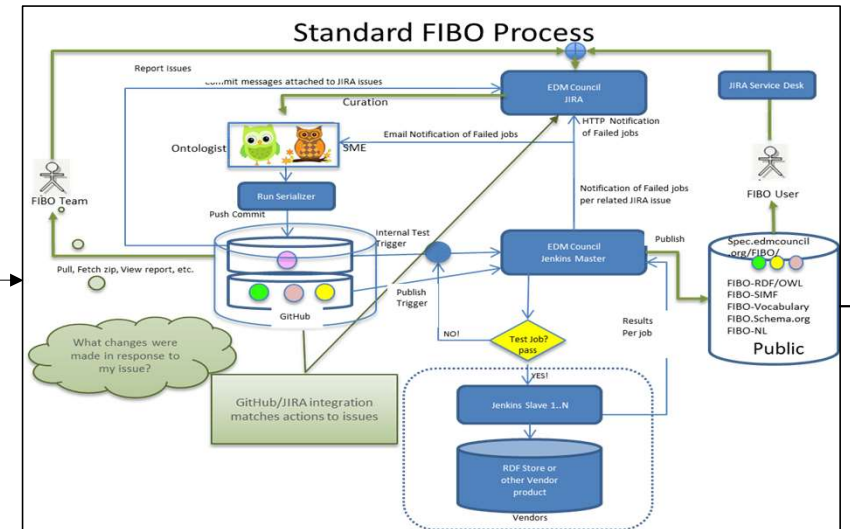 Standard FIBO Process
Report Issues
Commit messages attached to JIRA issues
EDM Council
JIRA
JIRA Service Desk
Curation
HTTP Notification
of Failed jobs
Email Notification of Failed jobs
Ontologist
SME
FIBO Team
Run Serializer
Notification of Failed jobs
per related JIRA issue
FIBO User
Push Commit
Internal Test
Trigger
EDM Council
Jenkins Master
Publish
Spec.edmcouncil
.org/FIBO/
Pull, Fetch zip, View report, etc.
Publish
Trigger
GitHub
FIBO-RDF/OWL
FIBO-SIMF
FIBO-Vocabulary
FIBO.Schema.org
FIBO-NL
Public
Results
Per job
NO!
Test Job?
pass
What changes were
made in response to
my issue?
YES!
GitHub/JIRA integration
matches actions to issues
Jenkins Slave 1..N
RDF Store or
other Vendor
product
Vendors